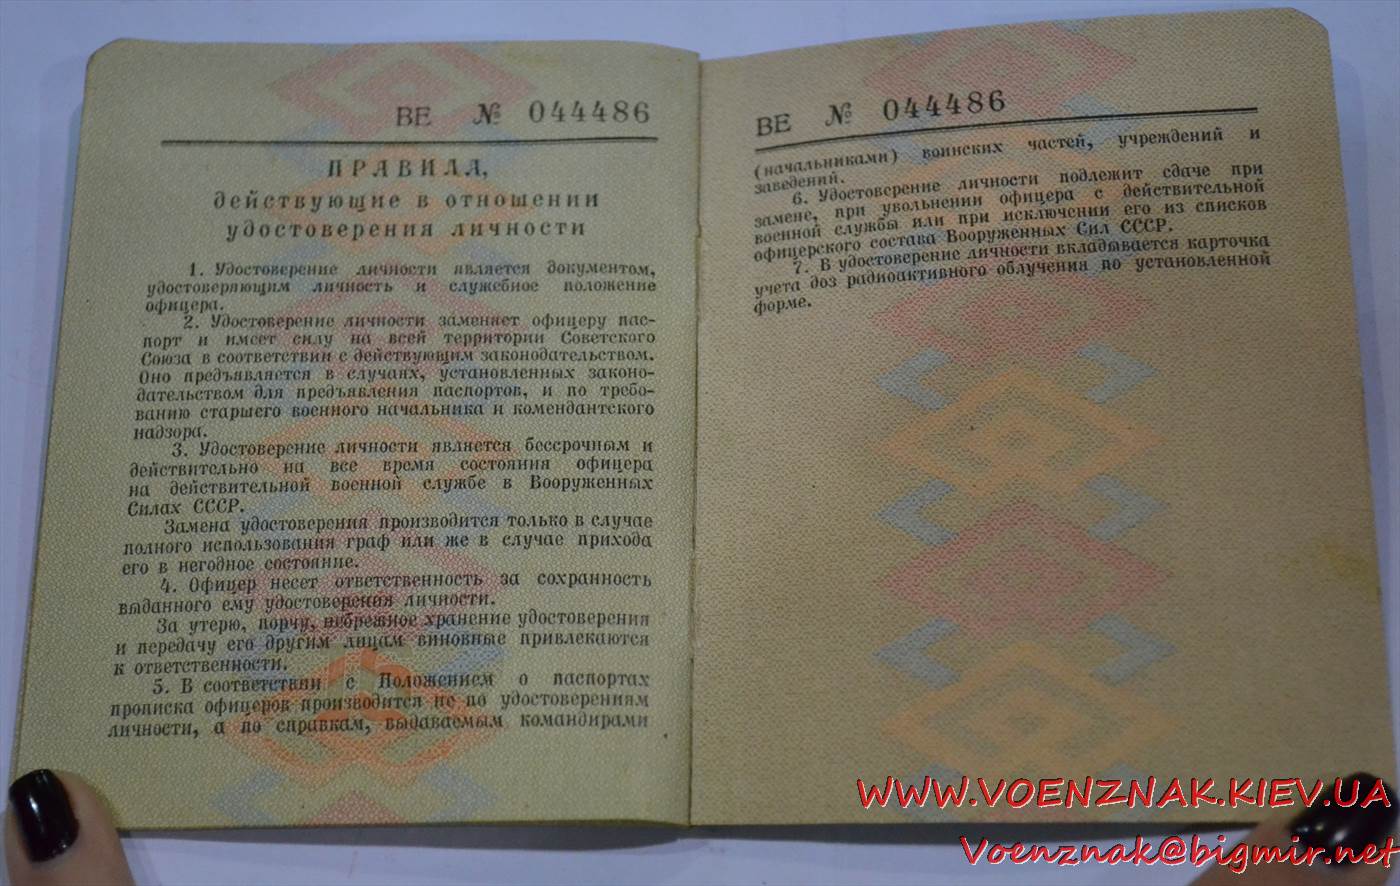 ВЕ № 044486
ПРАВИЛА,
действующие в отношении
удостоверения личности
1. Удостоверение личности является документом,
удостоверяющим личность и служебное положение
офицера.
2. Удостоверение личности заменяет офицеру пас-
порт и имеет силу на всей территории Советского
Союза в соответствии с действующим законодательством.
Оно предъявляется в случаях, установленных законо-
дательством для предъявления паспортов, и по требо-
ванию старшего военного начальника и комендантского
надзора.
3. Удостоверение личности является бессрочным и
действительно на все время состояния офицера
на действительной военной службе в Вооруженных
Силах СССР.
Замена удостоверения производится только в случае
полного использования граф или же в случае прихода
его в негодное состояние.
4. Офицер несет ответственность за сохранность
выданного ему удостоверения личности.
За утерю, порчу, небрежное хранение удостоверения
и передачу его другим лицам виновные привлекаются
к ответственности.
5. В соответствии с Положением о паспортах
прописка офицеров производится не по удостоверениям
личности, а по справкам, выдаваемым командирами
ВЕ № 044486
(начальниками) воинских частей, учреждений и
заведений.
6. Удостоверение личности подлежит сдаче при
замене, при увольнении офицера с действительной
военной службы или при исключении его из списков
офицерского состава Вооруженных Сил СССР.
7. В удостоверение личности вкладывается карточка
учета доз радиоактивного облучения по установленной
форме.
WWW.VOENZNAK.KIEV.UA
Voenznak@bigmir.net